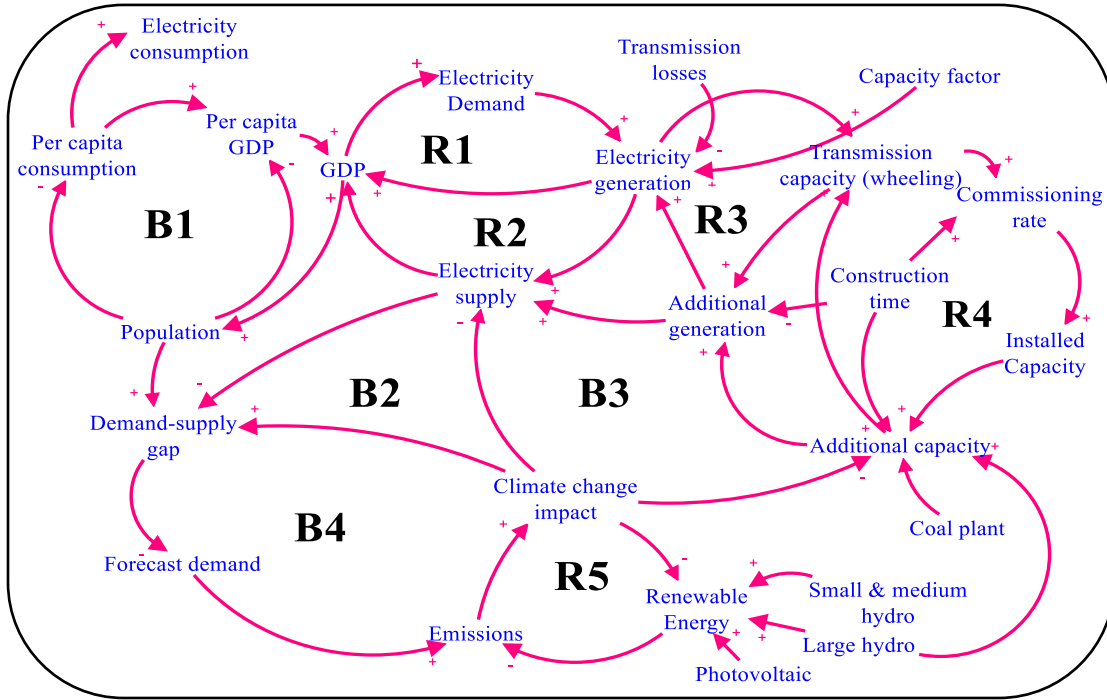 Electricity
consumption
Transmission
losses
Electricity
Demand
Capacity factor
Per capita
GDP
Per capita
consumption
R1
GDP
Electricity
generation
Transmission
capacity (wheeling)
Commissioning
rate
B1
R2
R3
Electricity
supply
Additional
generation
Construction
time
R4
Population
Installed
Capacity
B2
B3
Demand-supply
gap
Additional capacity
Climate change
impact
Coal plant
B4
Forecast demand
R5
Renewable
Energy
Small & medium
hydro
Emissions
Large hydro
Photovoltaic